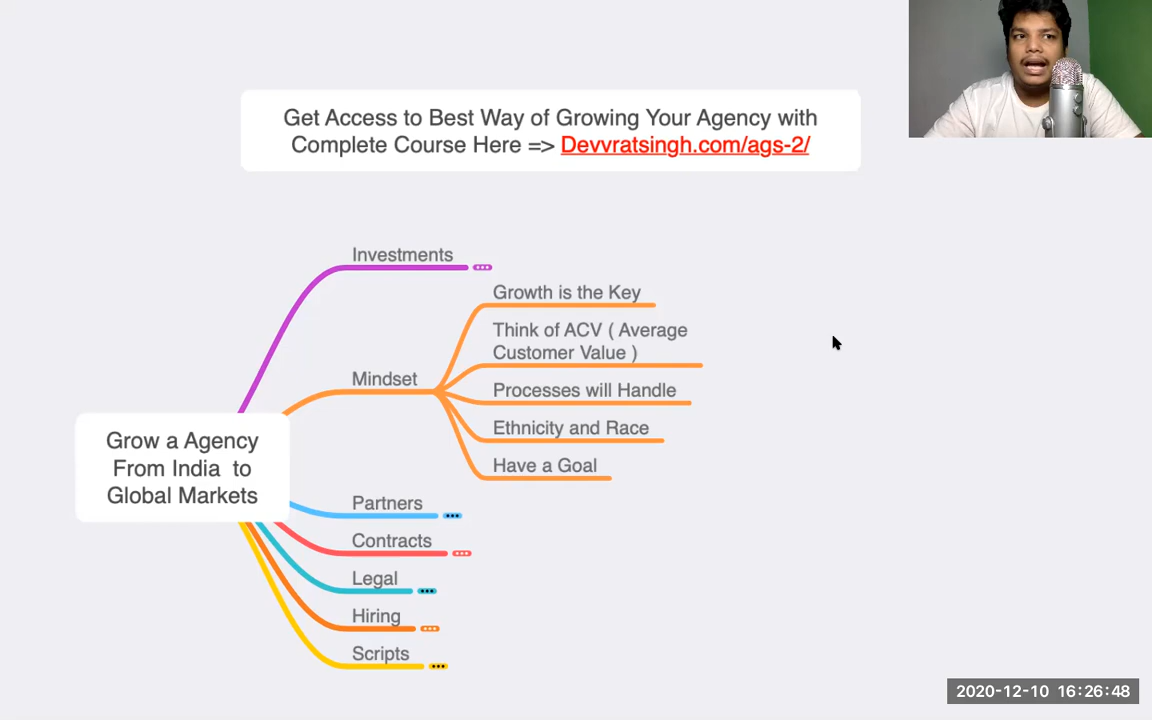 Get Access to Best Way of Growing Your Agency with
Complete Course Here => Devvratsingh.com/ags-2/
Investments
Growth is the Key
Think of ACV ( Average
Customer Value )
Mindset
Processes will Handle
Ethnicity and Race
Have a Goal
Grow a Agency
From India to
Global Markets
Partners
Contracts
Legal
Hiring
Scripts
2020-12-10 16:26:48